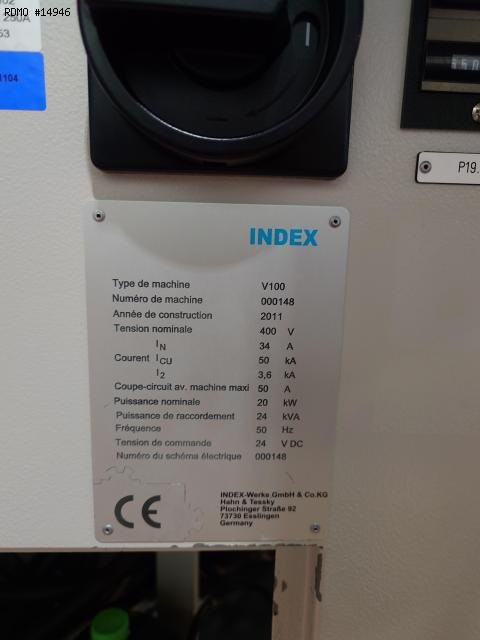 RDMO #14946
250A
53
1104
P19.
INDEX
Type de machine V100
Numéro de machine 000148
Année de construction 2011
Tension nominale 400 V
IN 34 A
Courent ICU 50 kA
I2 3,6 kA
Coupe-circuit av. machine maxi 50 A
Puissance nominale 20 kW
Puissance de raccordement 24 kVA
Fréquence 50 Hz
Tension de commande 24 V DC
Numéro du schéma électrique 000148
CE
INDEX-Werke GmbH & Co.KG
Hahn & Tessky
Plochinger Straße 92
73730 Esslingen
Germany